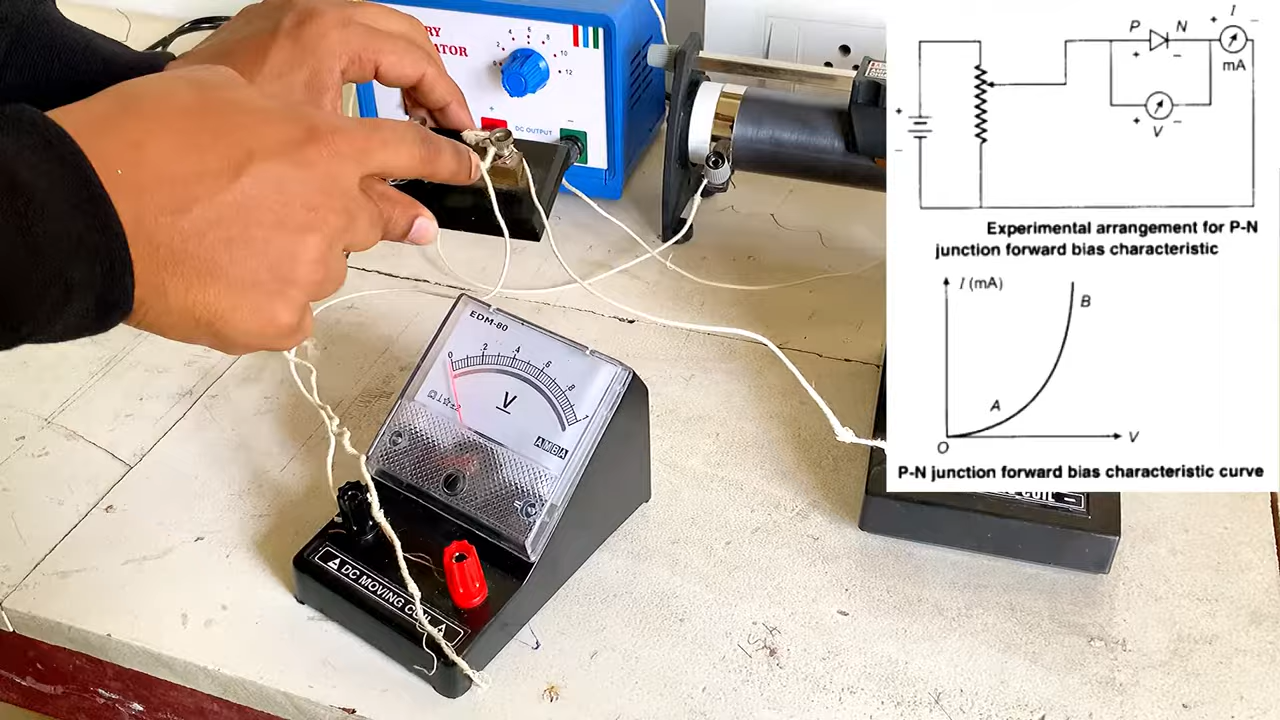 RY
ATOR
2
4
6
8
10
0
12
+
DC OUTPUT
−
EDM-80
0 .2 .4 .6 .8 1
V
AMBA
DC MOVING COIL
I
+ −
P N
mA
+ −
+
−
+ −
V
Experimental arrangement for P-N
junction forward bias characteristic
I (mA)
B
A
O
V
P-N junction forward bias characteristic curve